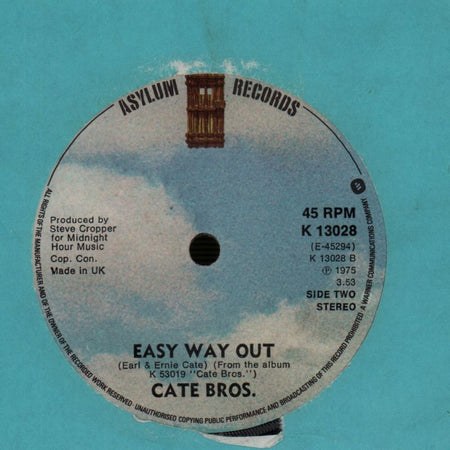 ASYLUM RECORDS
Produced by
Steve Cropper
for Midnight
Hour Music
Cop. Con.
Made in UK
45 RPM
K 13028
(E-45294)
K 13028 B
℗ 1975
3.53
SIDE TWO
STEREO
EASY WAY OUT
(Earl & Ernie Cate) (From the album
K 53019 "Cate Bros.")
CATE BROS.
ALL RIGHTS OF THE MANUFACTURER AND OF THE OWNER OF THE RECORDED WORK RESERVED · UNAUTHORISED COPYING PUBLIC PERFORMANCE AND BROADCASTING OF THIS RECORD PROHIBITED · A WARNER COMMUNICATIONS COMPANY